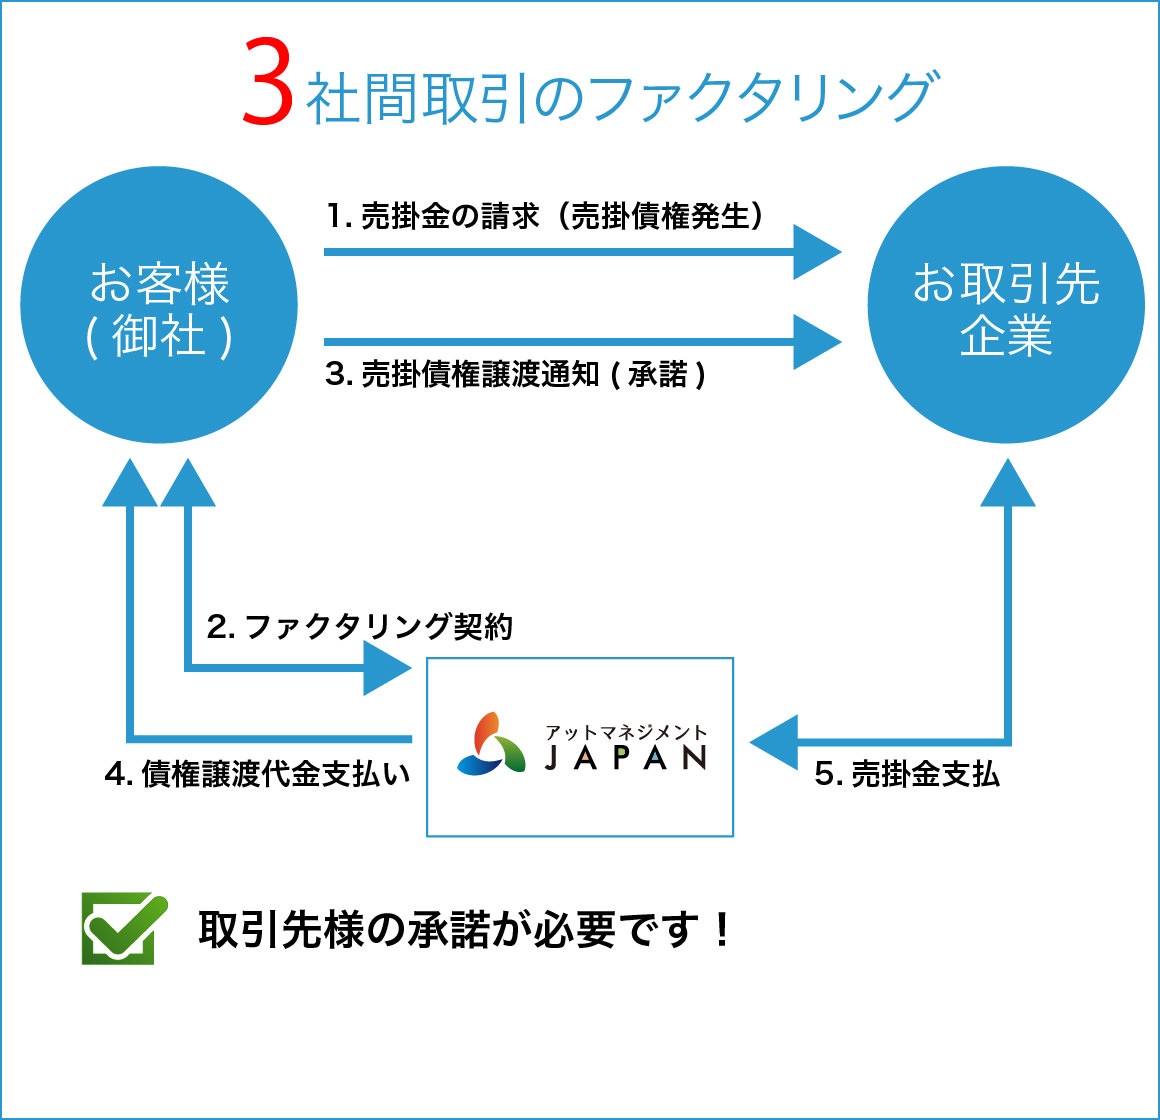 3社間取引のファクタリング
1. 売掛金の請求（売掛債権発生）
お客様
( 御社 )
お取引先
企業
3. 売掛債権譲渡通知 ( 承諾 )
2. ファクタリング契約
アットマネジメント
JAPAN
4. 債権譲渡代金支払い
5. 売掛金支払
取引先様の承諾が必要です！